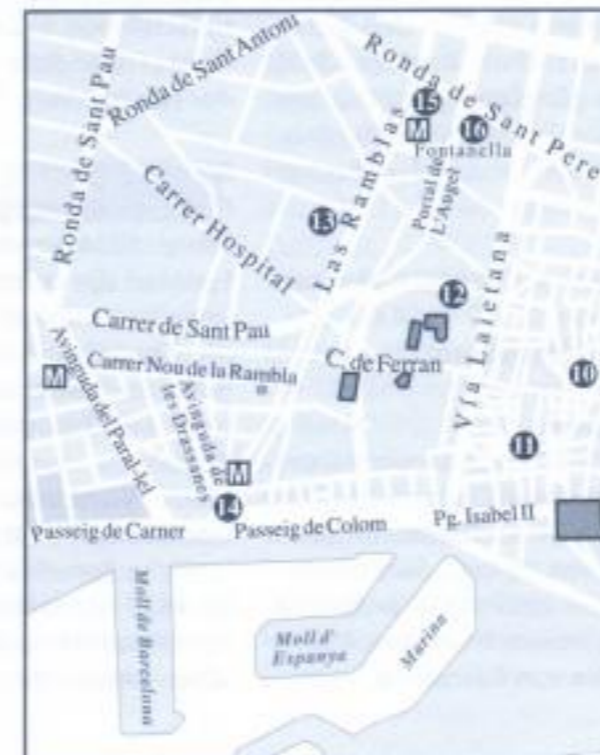 Ronda de Sant Pau
Ronda de Sant Antoni
Ronda de Sant Pere
15
M
16
Fontanella
Portal de
L'Angel
Las Ramblas
13
Carrer Hospital
12
Via Laietana
Carrer de Sant Pau
C. de Ferran
Carrer Nou de la Rambla
M
10
Avinguda del Paral·lel
Avinguda de
les Drassanes
11
M
14
Passeig de Carner
Passeig de Colom
Pg. Isabel II
Moll de Barcelona
Moll d'
Espanya
Marina